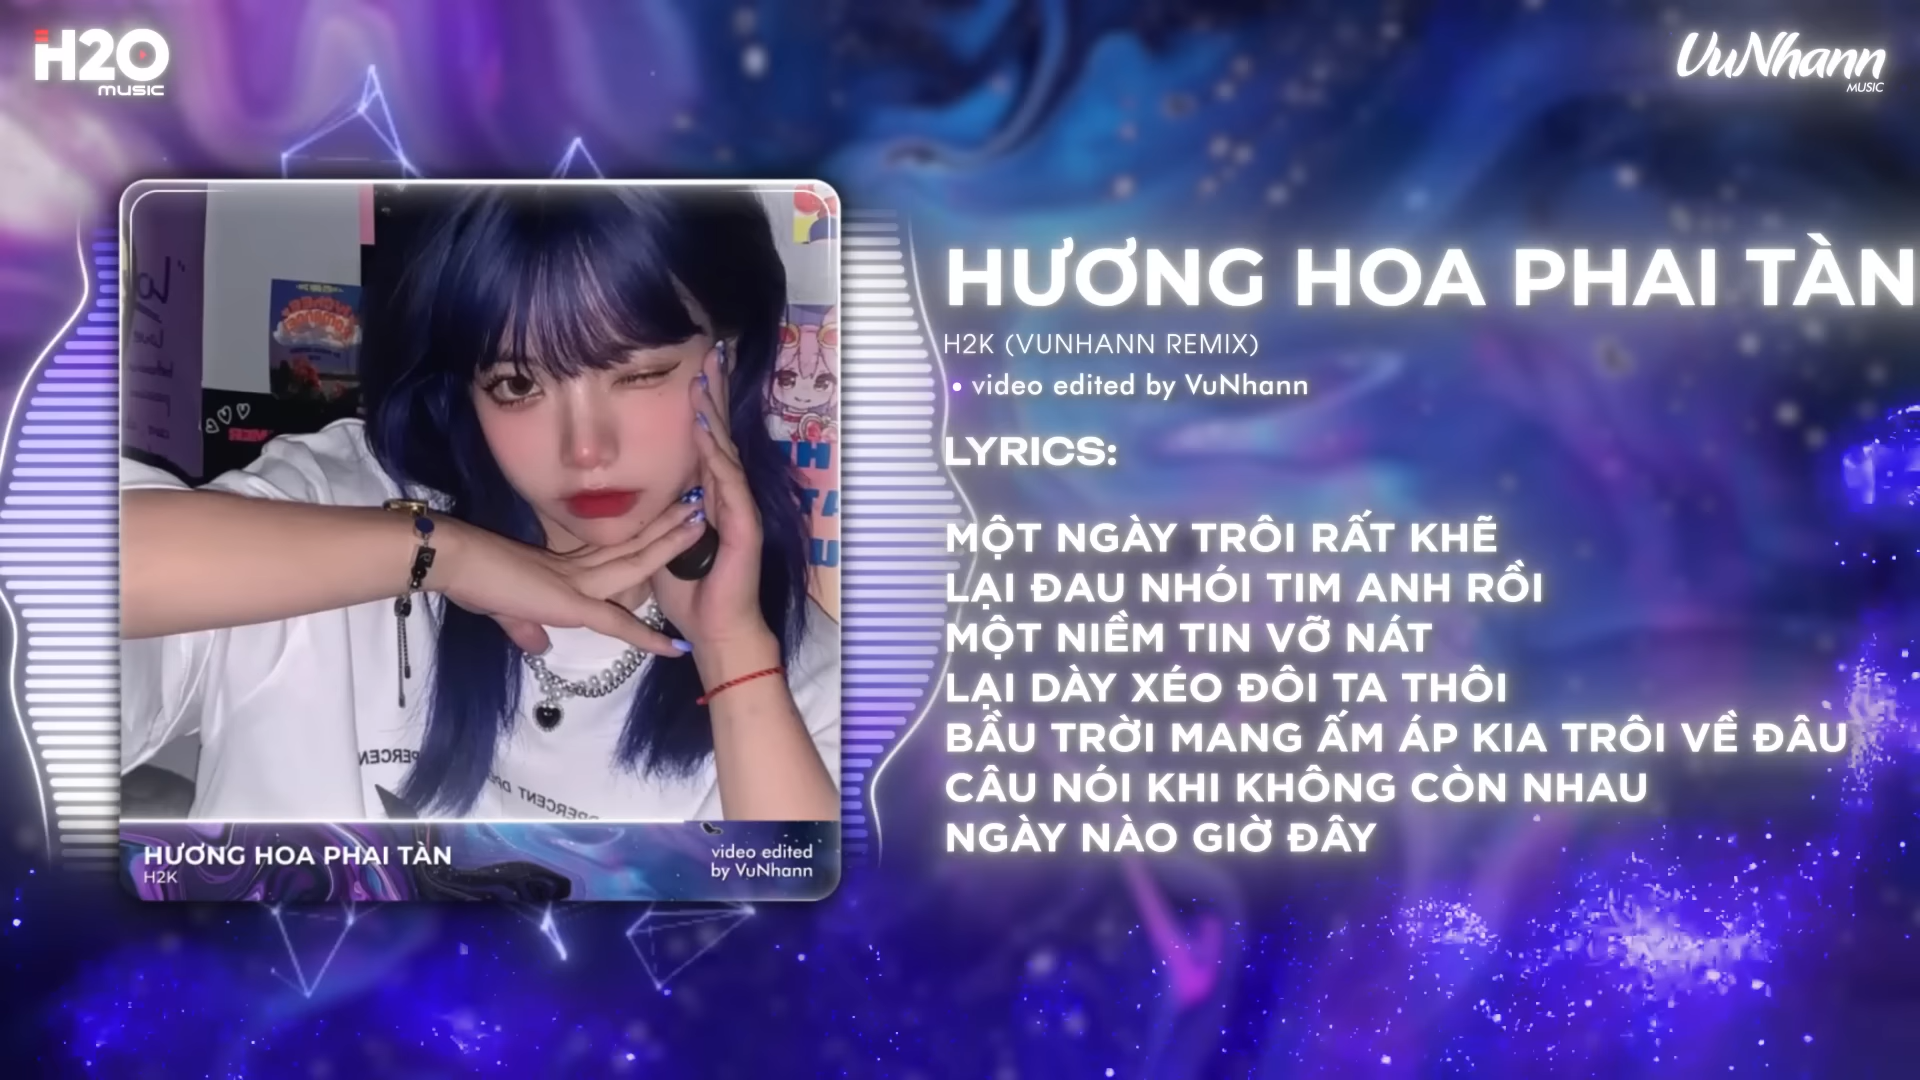 H2O
MUSIC
VuNhann
MUSIC
HƯƠNG HOA PHAI TÀN
H2K (VUNHANN REMIX)
• video edited by VuNhann
LYRICS:
MỘT NGÀY TRÔI RẤT KHẼ
LẠI ĐAU NHÓI TIM ANH RỒI
MỘT NIỀM TIN VỠ NÁT
LẠI DÀY XÉO ĐÔI TA THÔI
BẦU TRỜI MANG ẤM ÁP KIA TRÔI VỀ ĐÂU
CÂU NÓI KHI KHÔNG CÒN NHAU
NGÀY NÀO GIỜ ĐÂY
PERCENT
PERCENT
HƯƠNG HOA PHAI TÀN
H2K
video edited
by VuNhann